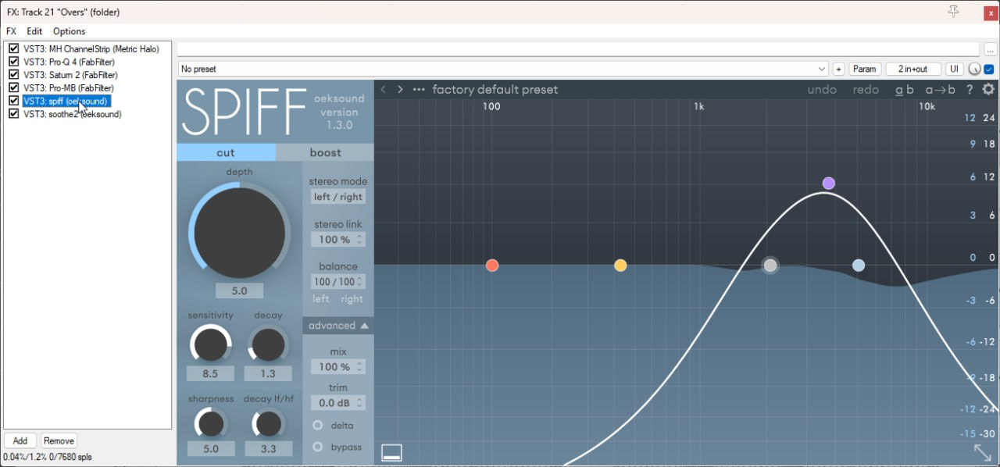 FX: Track 21 "Overs" (folder)
FX Edit Options
VST3: MH ChannelStrip (Metric Halo)
VST3: Pro-Q 4 (FabFilter)
VST3: Saturn 2 (FabFilter)
VST3: Pro-MB (FabFilter)
VST3: spiff (oeksound)
VST3: soothe2 (oeksound)
Add Remove
0.04%/1.2% 0/7680 spls
...
No preset + Param 2 in+out UI
SPIFF
oeksound
version
1.3.0
factory default preset undo redo a b a→b ?
cut boost
depth
5.0
sensitivity decay
8.5 1.3
sharpness decay lf/hf
5.0 3.3
stereo mode
left / right
stereo link
100 %
balance
100 / 100
left right
advanced
mix
100 %
trim
0.0 dB
delta
bypass
100 1k 10k
12 24
9 18
6 12
3 6
0 0
-3 -6
-6 -12
-9 -18
-12 -24
-15 -30